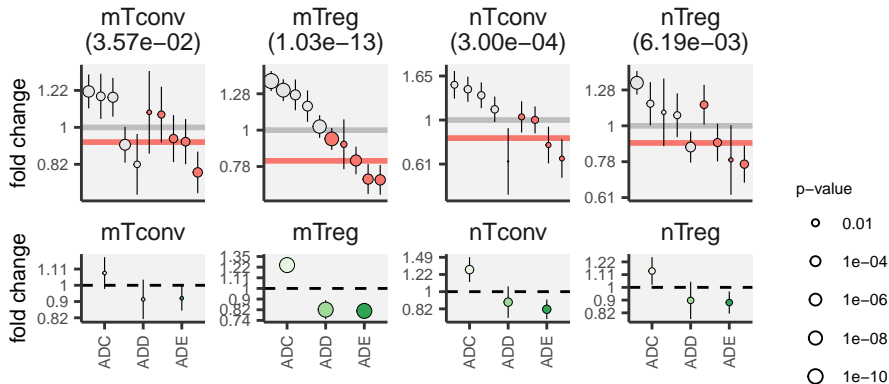 mTconv
(3.57e−02)
mTreg
(1.03e−13)
nTconv
(3.00e−04)
nTreg
(6.19e−03)
fold change
1.22
1
0.82
1.28
1
0.78
1.65
1
0.61
1.28
1
0.78
0.61
mTconv
mTreg
nTconv
nTreg
fold change
1.11
1
0.9
0.82
1.35
1.22
1.11
1
0.9
0.82
0.74
1.49
1.22
1
0.82
1.22
1.11
1
0.9
0.82
ADC
ADD
ADE
ADC
ADD
ADE
ADC
ADD
ADE
ADC
ADD
ADE
p−value
0.01
1e−04
1e−06
1e−08
1e−10